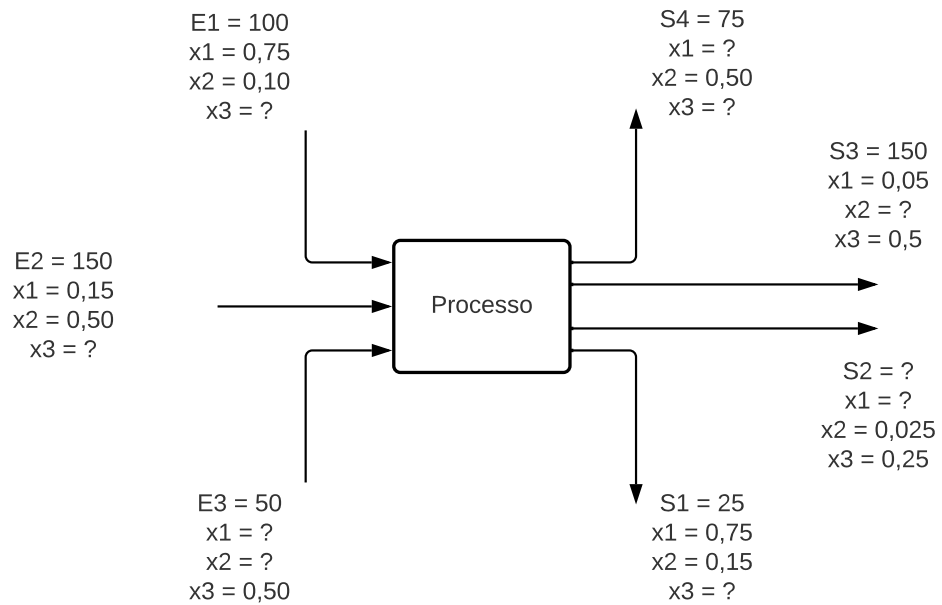 E1 = 100
x1 = 0,75
x2 = 0,10
x3 = ?
S4 = 75
x1 = ?
x2 = 0,50
x3 = ?
S3 = 150
x1 = 0,05
x2 = ?
x3 = 0,5
E2 = 150
x1 = 0,15
x2 = 0,50
x3 = ?
Processo
S2 = ?
x1 = ?
x2 = 0,025
x3 = 0,25
E3 = 50
x1 = ?
x2 = ?
x3 = 0,50
S1 = 25
x1 = 0,75
x2 = 0,15
x3 = ?